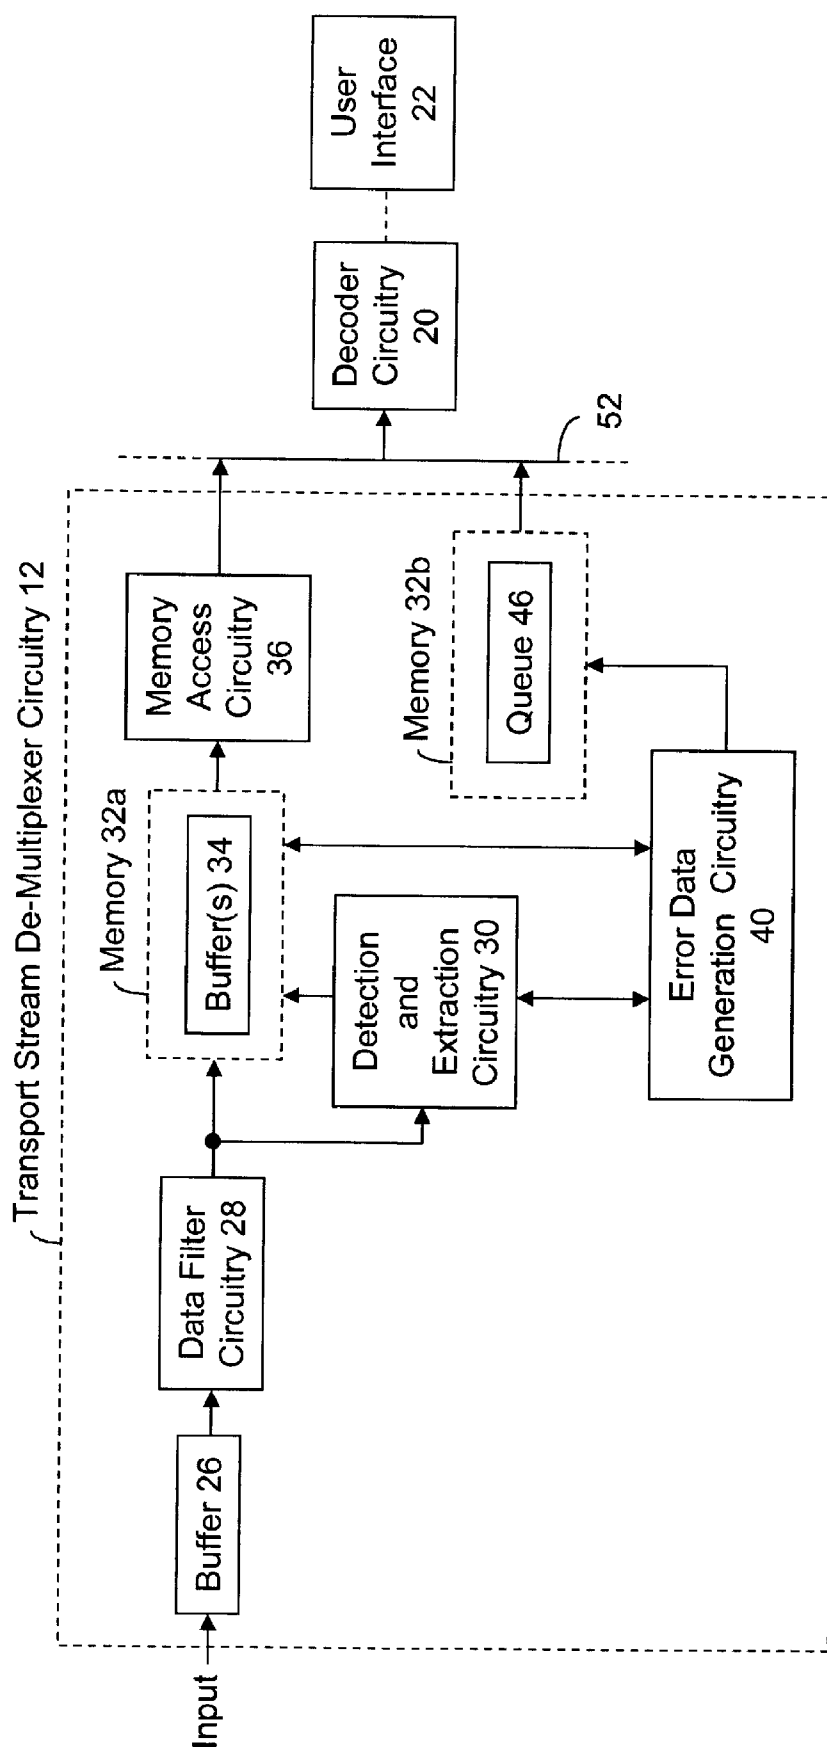 Transport Stream De-Multiplexer Circuitry 12
Input
Buffer 26
Data Filter
Circuitry 28
Memory 32a
Buffer(s) 34
Detection
and
Extraction
Circuitry 30
Memory
Access
Circuitry
36
Error Data
Generation Circuitry
40
Memory 32b
Queue 46
52
Decoder
Circuitry
20
User
Interface
22